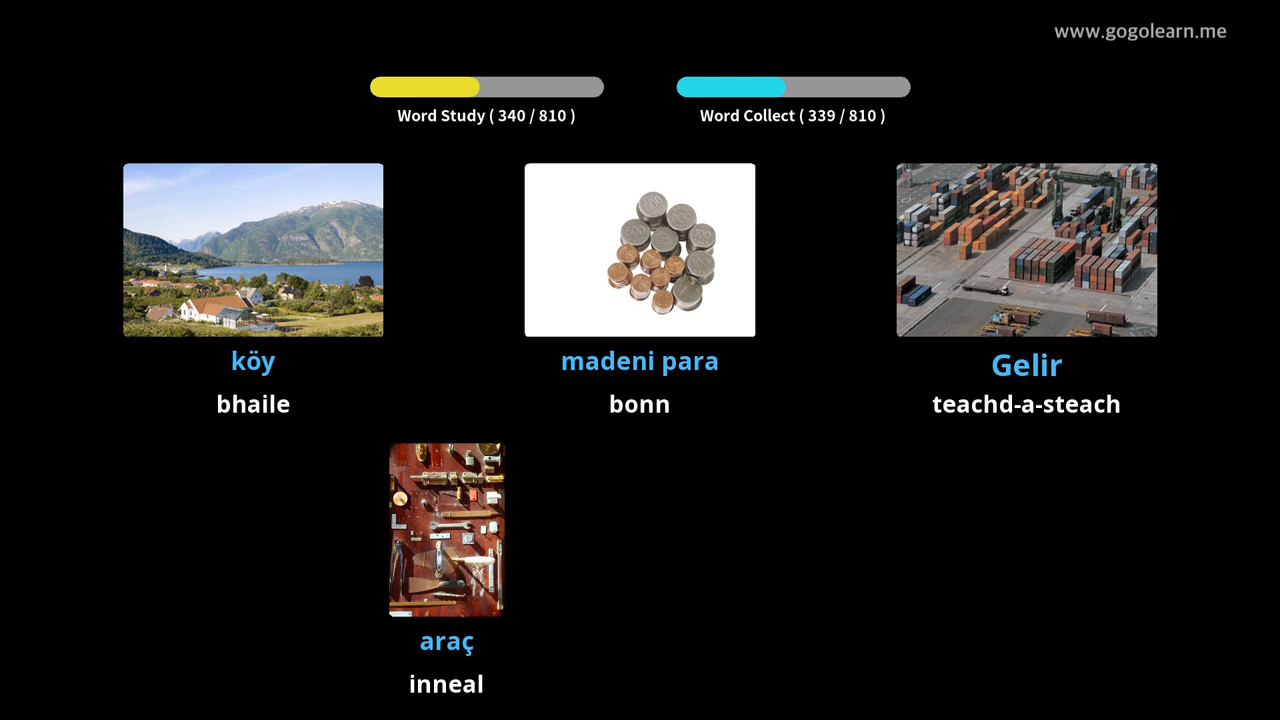 www.gogolearn.me
Word Study ( 340 / 810 )
Word Collect ( 339 / 810 )
köy
bhaile
madeni para
bonn
Gelir
teachd-a-steach
araç
inneal